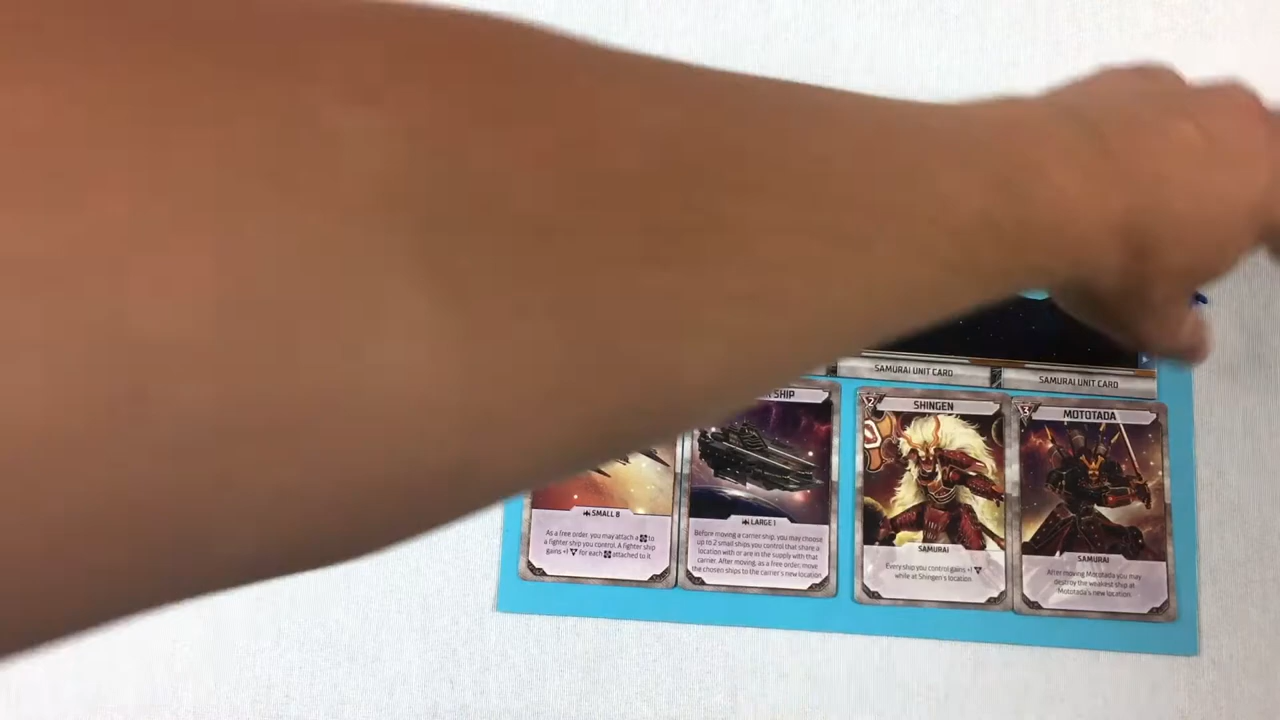 SAMURAI UNIT CARD
SAMURAI UNIT CARD
SHIP
2
SHINGEN
3
MOTOTADA
SMALL 8
As a free order, you may attach a
to
a fighter ship you control. A fighter ship
gains +1
for each
attached to it
LARGE 1
Before moving a carrier ship, you may choose
up to 2 small ships you control that share a
location with or are in the supply with that
carrier. After moving, as a free order, move
the chosen ships to the carrier's new location
SAMURAI
Every ship you control gains +1
while at Shingen's location.
SAMURAI
After moving Mototada you may
destroy the weakest ship at
Mototada's new location.